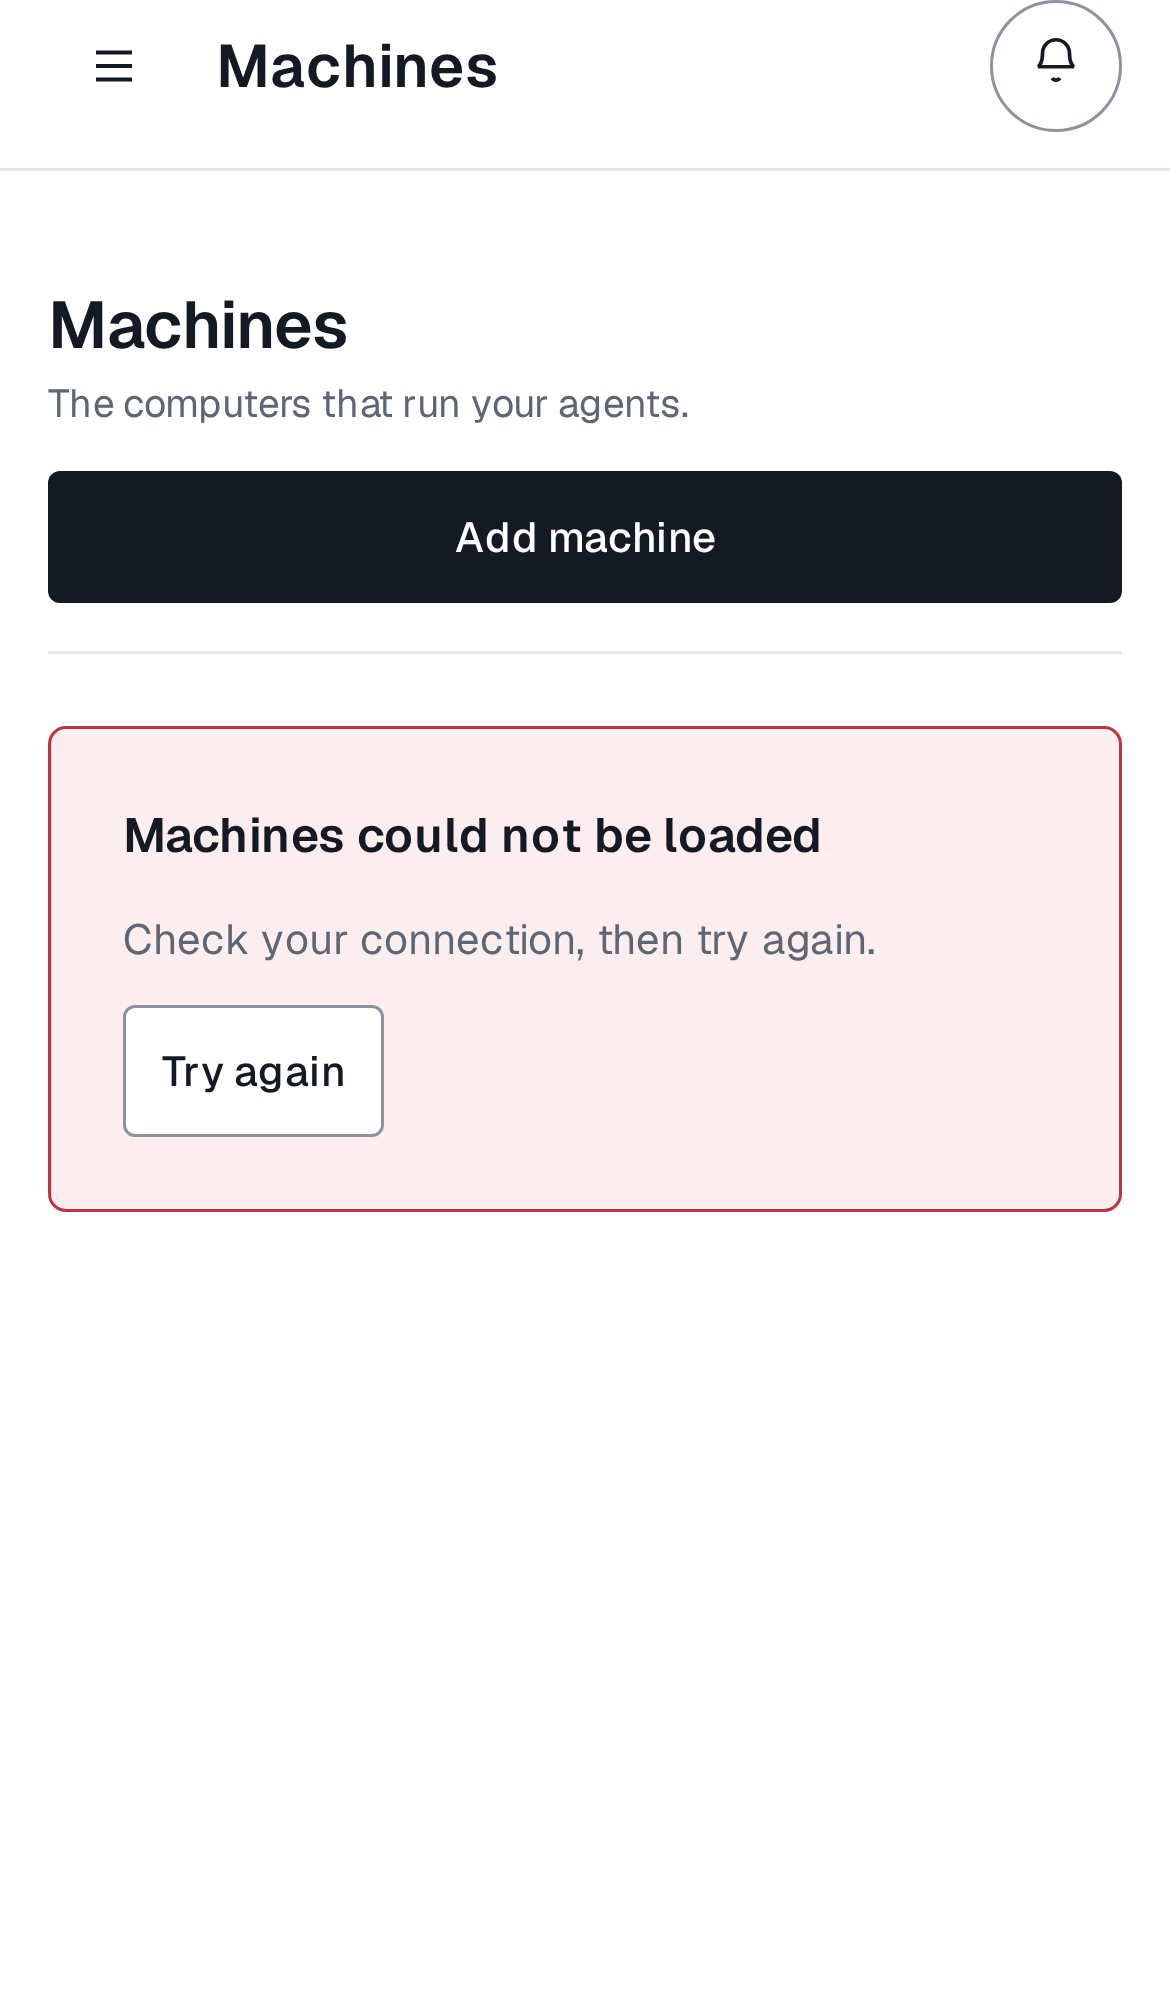 Machines
Machines
The computers that run your agents.
Add machine
Machines could not be loaded
Check your connection, then try again.
Try again